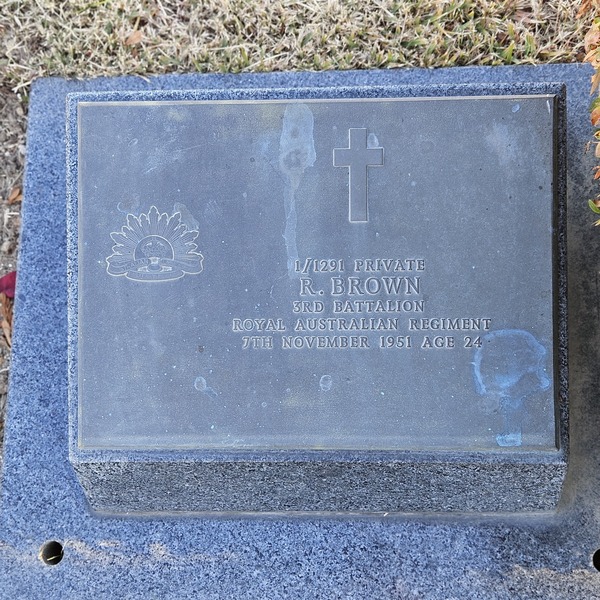 1/1291 PRIVATE
R. BROWN
3RD BATTALION
ROYAL AUSTRALIAN REGIMENT
7TH NOVEMBER 1951 AGE 24